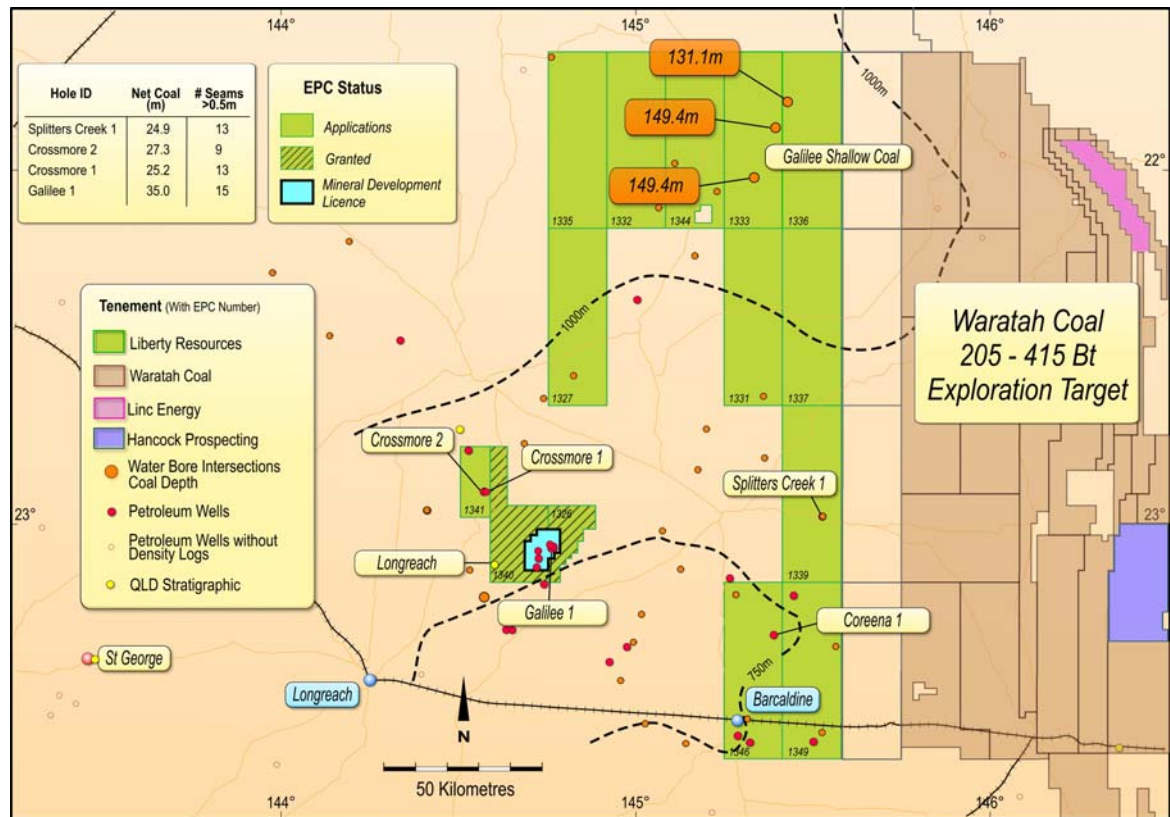 144°
145°
146°
Hole ID Net Coal (m) # Seams >0.5m
Splitters Creek 1 24.9 13
Crossmore 2 27.3 9
Crossmore 1 25.2 13
Galilee 1 35.0 15
EPC Status
Applications
Granted
Mineral Development
Licence
131.1m
149.4m
149.4m
Galilee Shallow Coal
1000m
22°
1335
1332
1344
1333
1336
1000m
Waratah Coal
205 - 415 Bt
Exploration Target
Tenement (With EPC Number)
Liberty Resources
Waratah Coal
Linc Energy
Hancock Prospecting
Water Bore Intersections
Coal Depth
Petroleum Wells
Petroleum Wells without
Density Logs
QLD Stratigraphic
1327
1331
1337
Crossmore 2
Crossmore 1
Splitters Creek 1
23°
23°
1341
1326
1340
Longreach
Galilee 1
1339
Coreena 1
750m
St George
Longreach
Barcaldine
1346
1349
N
50 Kilometres
144°
145°
146°